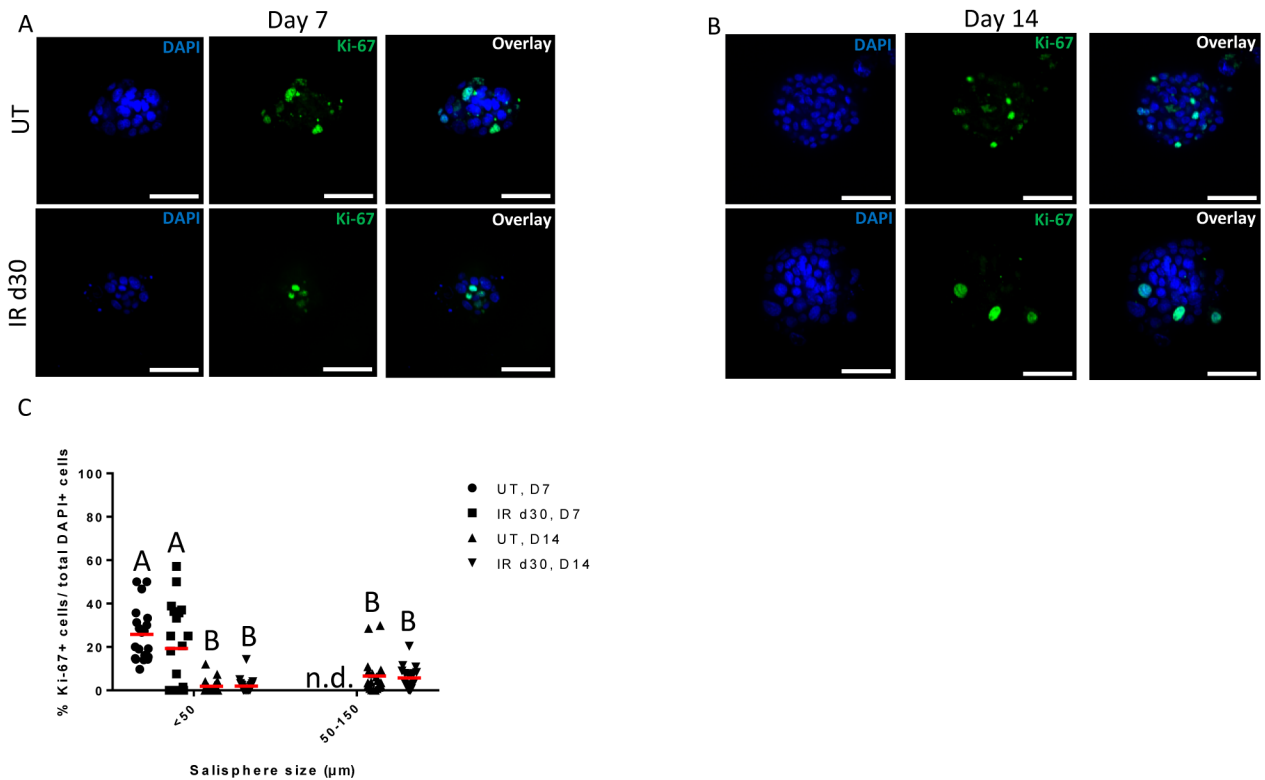 A
Day 7
DAPI
Ki-67
Overlay
UT
DAPI
Ki-67
Overlay
IR d30
B
Day 14
DAPI
Ki-67
Overlay
DAPI
Ki-67
Overlay
C
% Ki-67+ cells/ total DAPI+ cells
100
80
60
40
20
0
A
A
B
B
n.d.
B
B
<50
50-150
Salisphere size (µm)
UT, D7
IR d30, D7
UT, D14
IR d30, D14